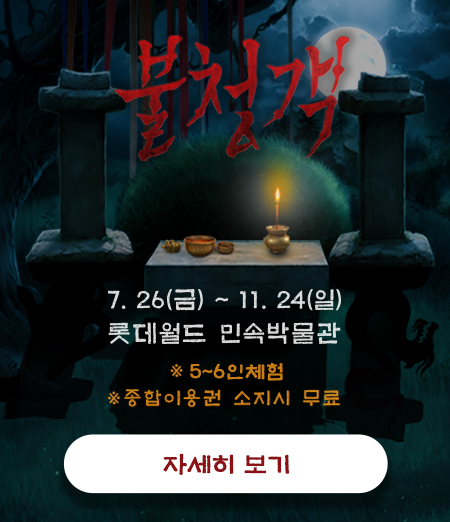 불청객
7. 26(금) ~ 11. 24(일)
롯데월드 민속박물관
※ 5~6인체험
※종합이용권 소지시 무료
자세히 보기